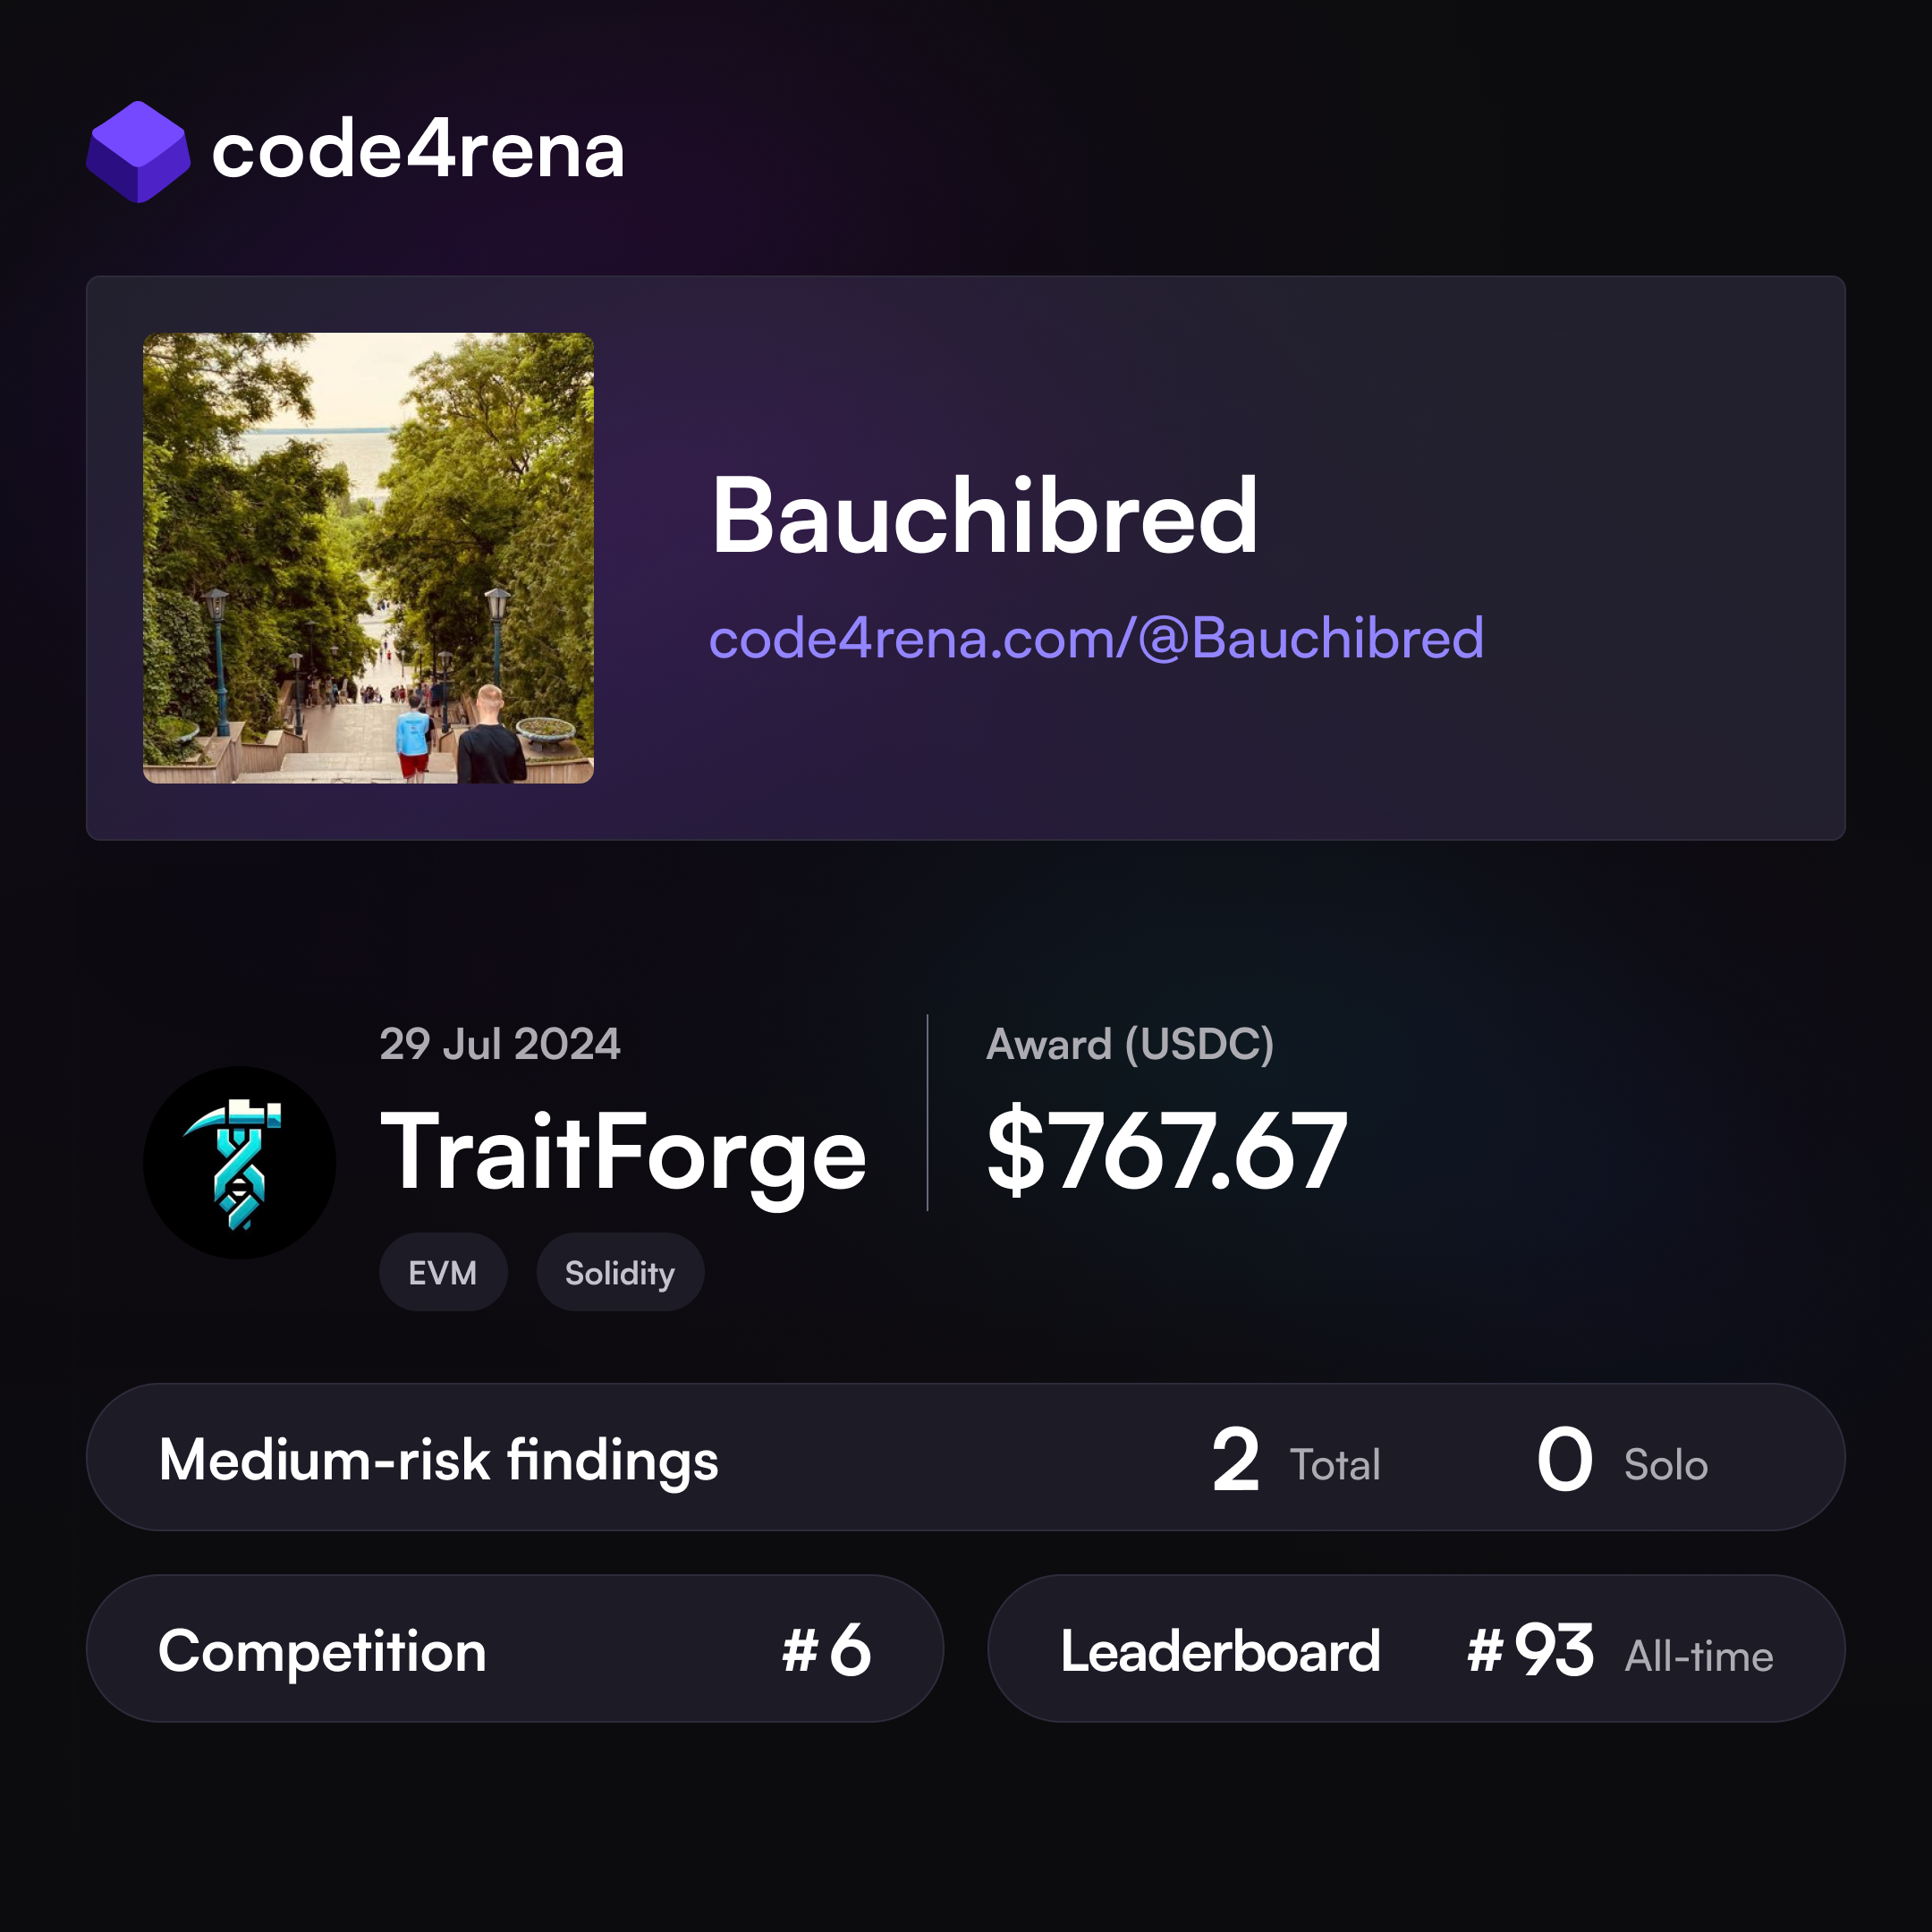 code4rena
Bauchibred
code4rena.com/@Bauchibred
29 Jul 2024
TraitForge
EVM Solidity
Award (USDC)
$767.67
Medium-risk findings 2 Total 0 Solo
Competition #6
Leaderboard #93 All-time